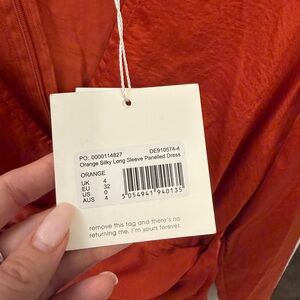 PO: 0000114827 DE910574-4
Orange Silky Long Sleeve Panelled Dress
ORANGE
UK 4
EU 32
US 0
AUS 4
5 054941 940135
remove this tag and there's no
returning me. I'm yours forever.